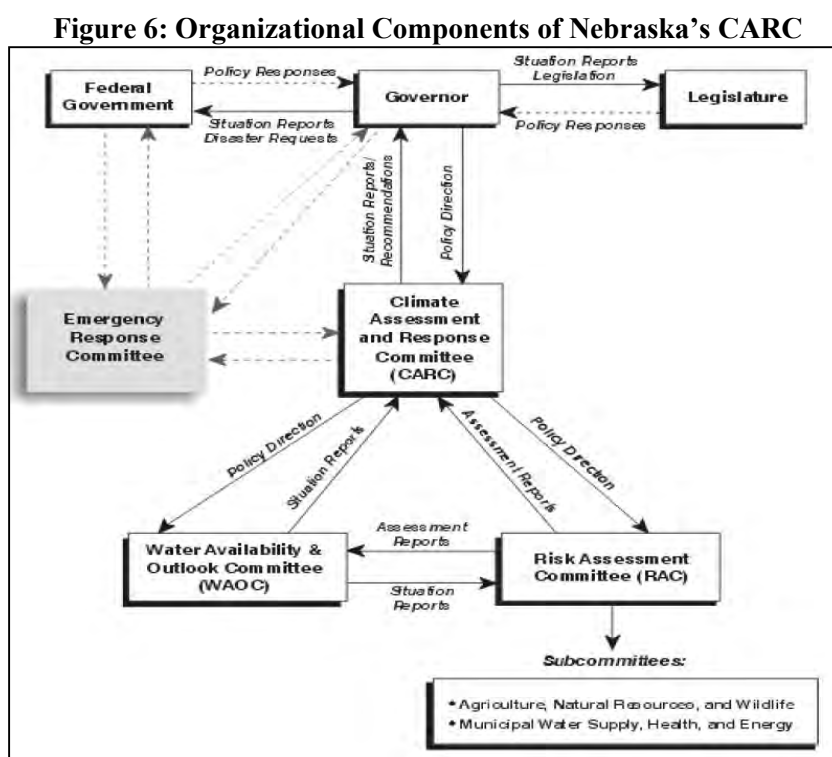 Figure 6: Organizational Components of Nebraska's CARC
Federal
Government
Policy Responses
Situation Reports
Disaster Requests
Governor
Situation Reports
Legislation
Policy Responses
Legislature
Situation Reports/
Recommendations
Policy Direction
Emergency
Response
Committee
Climate
Assessment
and Response
Committee
(CARC)
Policy Direction
Situation Reports
Assessment Reports
Policy Direction
Water Availability &
Outlook Committee
(WAOC)
Assessment
Reports
Situation
Reports
Risk Assessment
Committee (RAC)
Subcommittees:
• Agriculture, Natural Resources, and Wildlife
• Municipal Water Supply, Health, and Energy